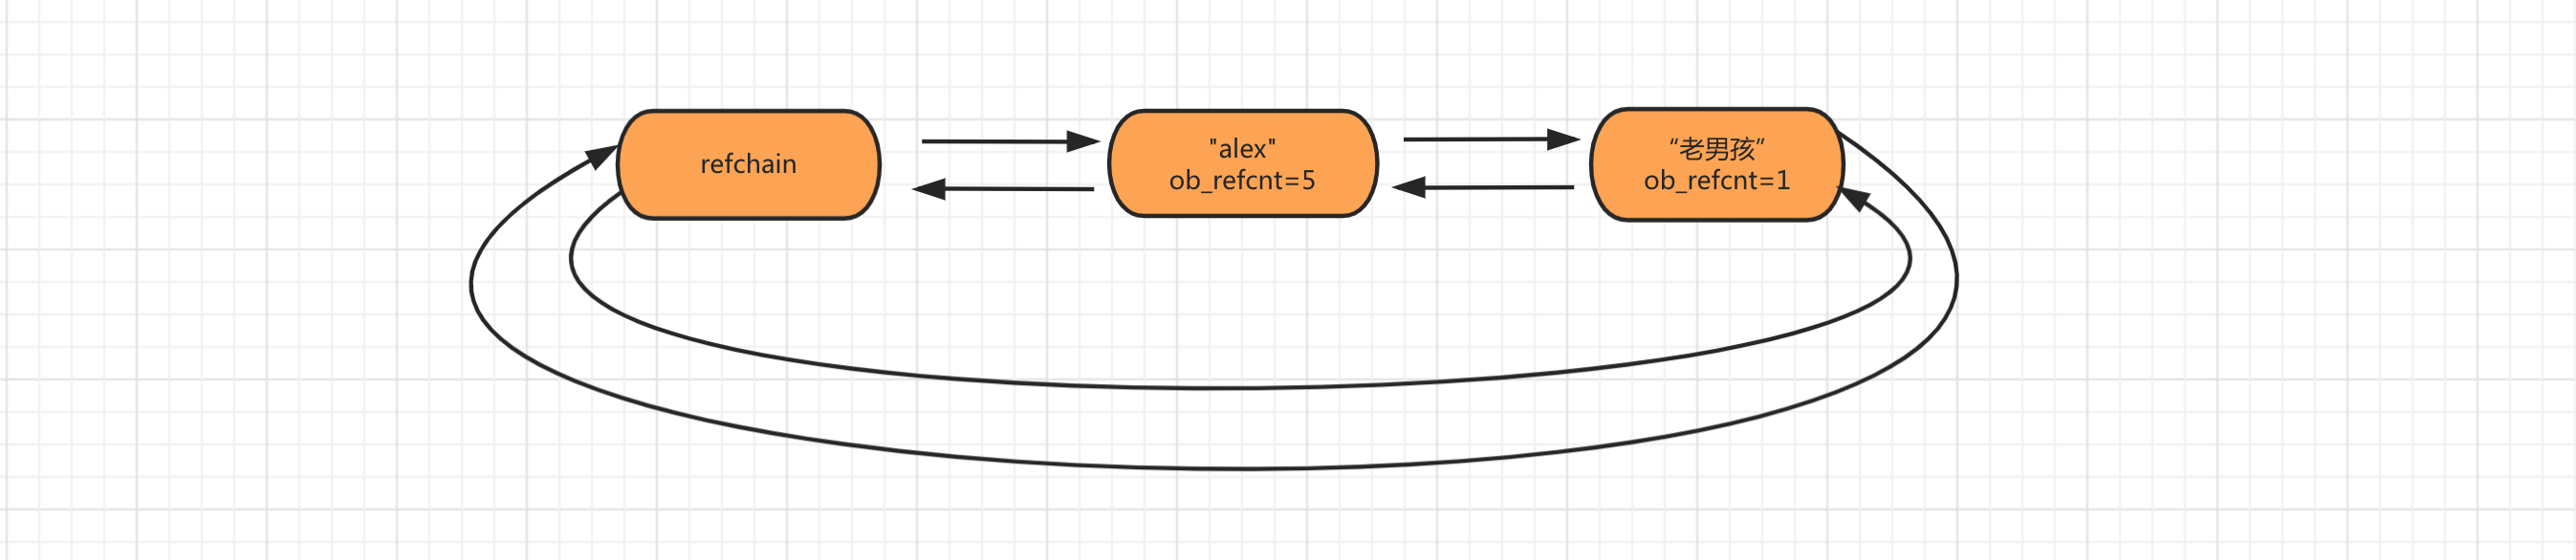 refchain
"alex"
ob_refcnt=5
“老男孩”
ob_refcnt=1